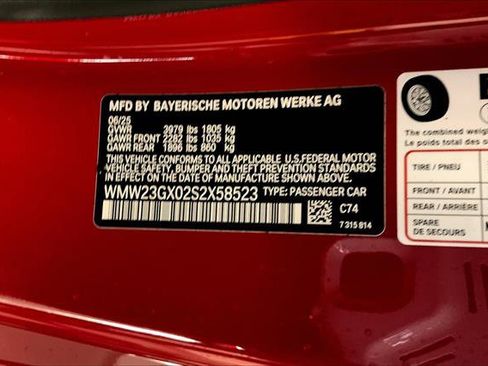 MFD BY BAYERISCHE MOTOREN WERKE AG
06/25
GVWR 3979 lbs 1805 kg
GAWR FRONT 2282 lbs 1035 kg
GAWR REAR 1896 lbs 860 kg
THIS VEHICLE CONFORMS TO ALL APPLICABLE U.S.FEDERAL MOTOR
VEHICLE SAFETY, BUMPER, AND THEFT PREVENTION STANDARDS
IN EFFECT ON THE DATE OF MANUFACTURE SHOWN ABOVE.
WMW23GX02S2X58523 TYPE: PASSENGER CAR
C74
7 315 814
The combined weight
Le poids total des
TIRE / PNEU
FRONT / AVANT
REAR / ARRIÈRE
SPARE
DE SECOURS